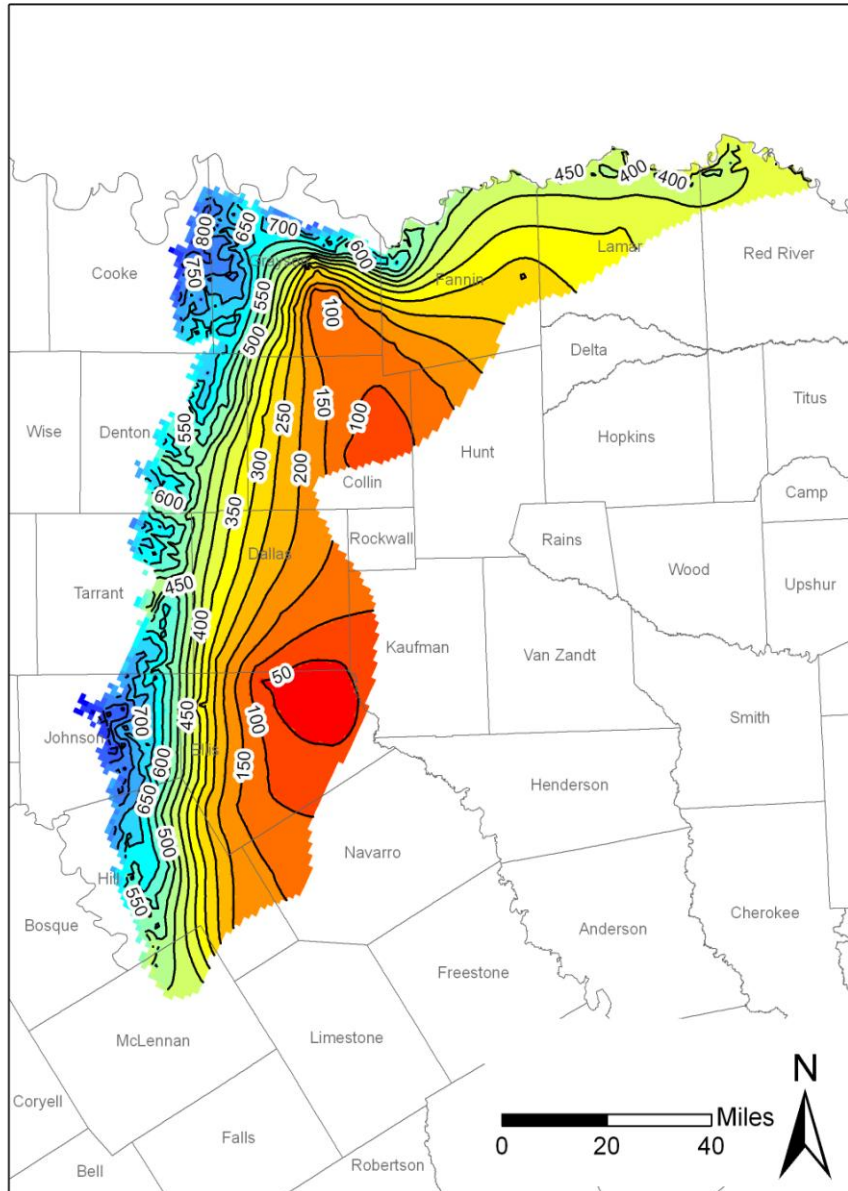 450
400
400
800
650
700
600
Cooke
750
Grayson
Lamar
Red River
Fannin
550
100
500
Delta
Titus
Wise
Denton
550
250
150
100
Hopkins
Hunt
300
200
Collin
Camp
600
350
Rockwall
Rains
Dallas
Wood
Upshur
Tarrant
450
400
Kaufman
Van Zandt
50
Smith
700
450
100
Johnson
Ellis
600
150
Henderson
650
500
Navarro
Hill
550
Bosque
Cherokee
Anderson
Freestone
McLennan
Limestone
N
Coryell
Miles
Falls
0
20
40
Bell
Robertson